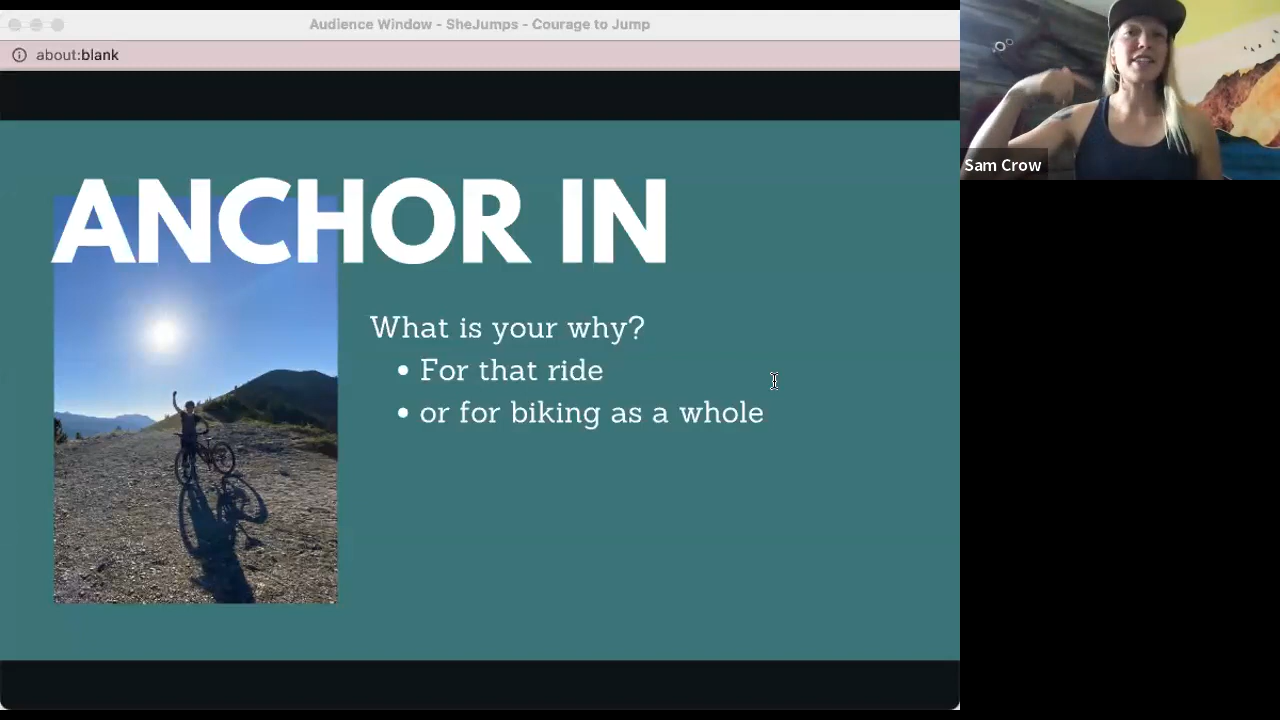 Audience Window - SheJumps - Courage to Jump
about:blank
Sam Crow
ANCHOR IN
What is your why?
• For that ride
• or for biking as a whole